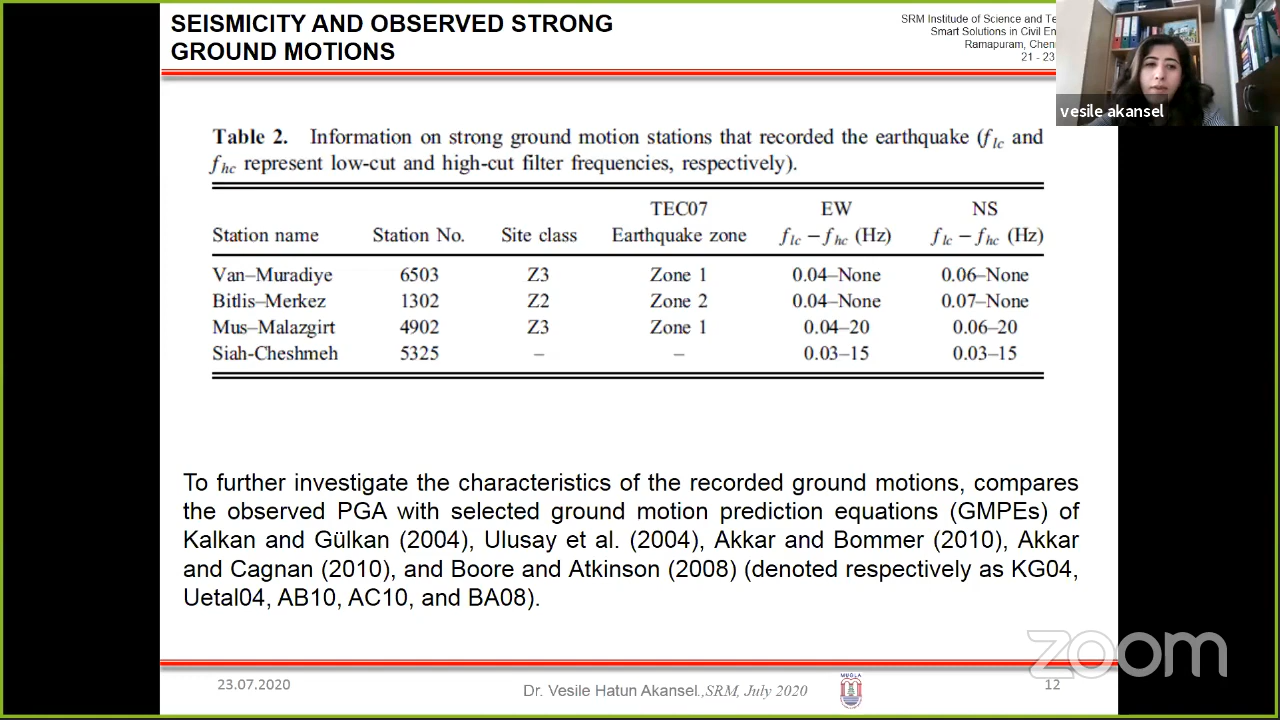 SEISMICITY AND OBSERVED STRONG
GROUND MOTIONS
SRM Institude of Science and Te
Smart Solutions in Civil En
Ramapuram, Chen
21 - 23
vesile akansel
Table 2. Information on strong ground motion stations that recorded the earthquake (f lc and
f hc represent low-cut and high-cut filter frequencies, respectively).
TEC07 EW NS
Station name Station No. Site class Earthquake zone f lc – f hc (Hz) f lc – f hc (Hz)
Van–Muradiye 6503 Z3 Zone 1 0.04–None 0.06–None
Bitlis–Merkez 1302 Z2 Zone 2 0.04–None 0.07–None
Mus–Malazgirt 4902 Z3 Zone 1 0.04–20 0.06–20
Siah-Cheshmeh 5325 – – 0.03–15 0.03–15
To further investigate the characteristics of the recorded ground motions, compares
the observed PGA with selected ground motion prediction equations (GMPEs) of
Kalkan and Gülkan (2004), Ulusay et al. (2004), Akkar and Bommer (2010), Akkar
and Cagnan (2010), and Boore and Atkinson (2008) (denoted respectively as KG04,
Uetal04, AB10, AC10, and BA08).
zoom
23.07.2020
Dr. Vesile Hatun Akansel.,SRM, July 2020
MUĞLA
12